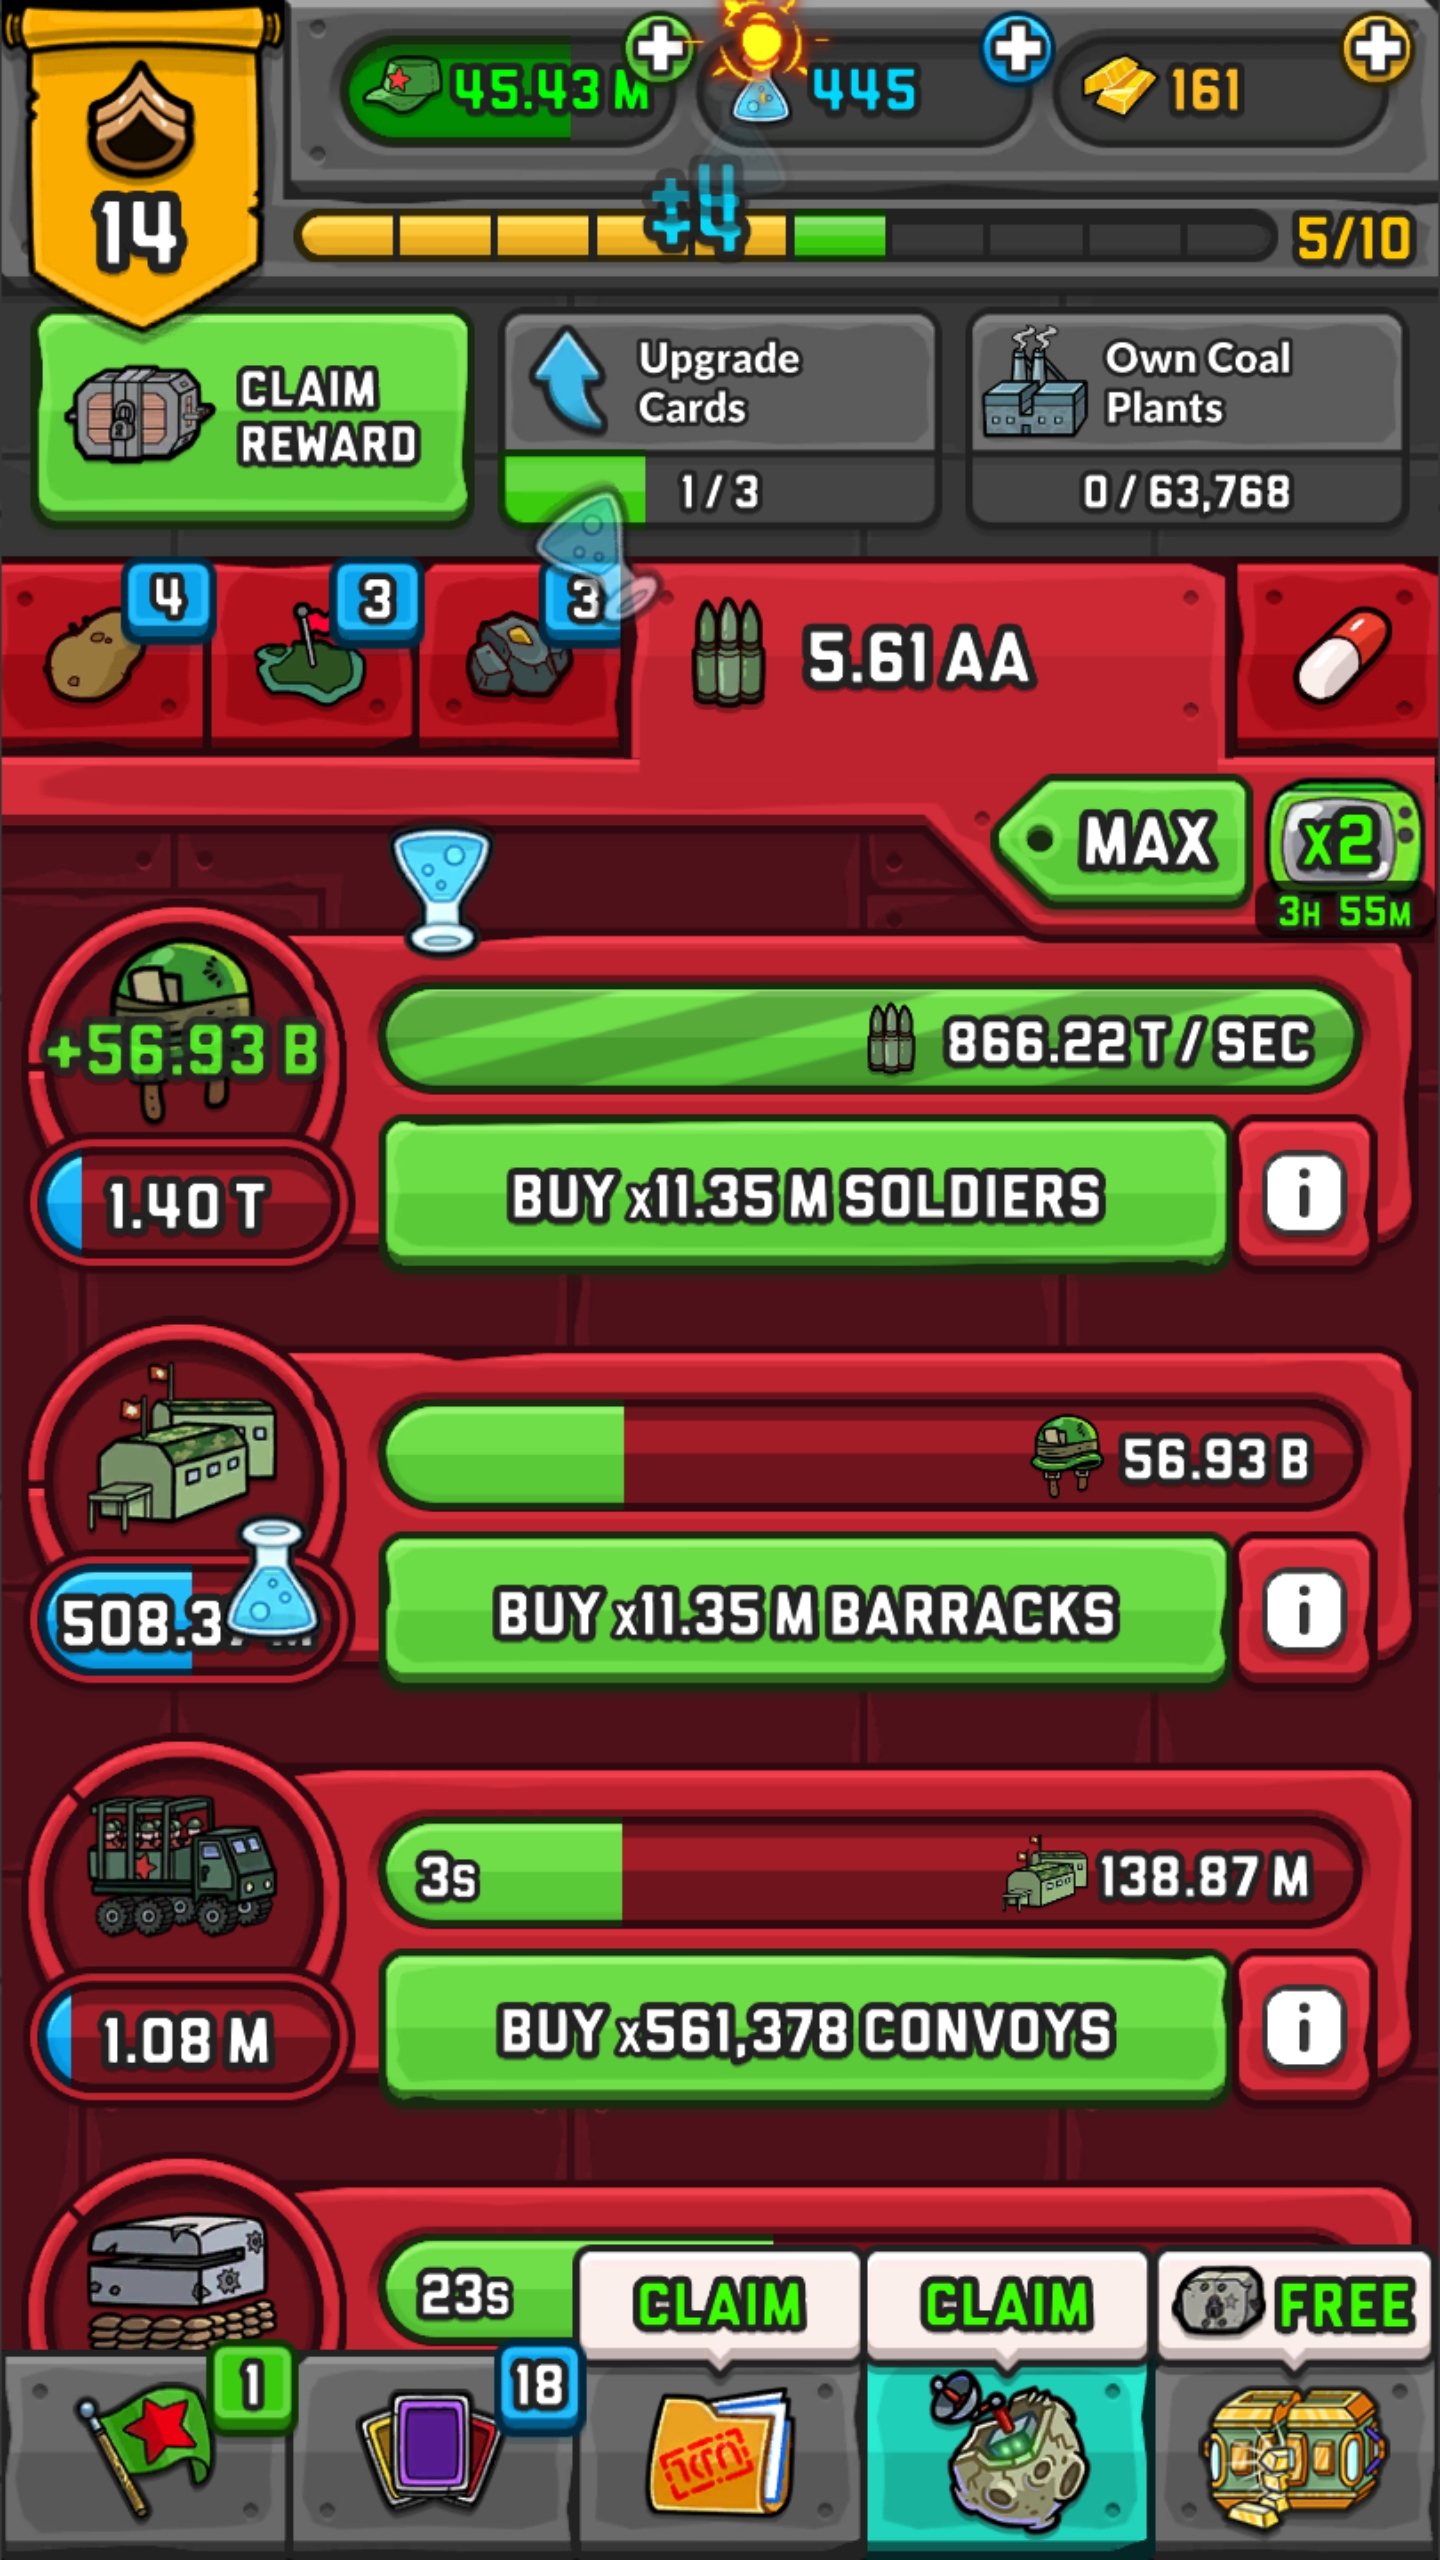 45.43 M
445
161
14
+4
5/10
CLAIM
REWARD
Upgrade
Cards
1 / 3
Own Coal
Plants
0 / 63,768
4
3
3
5.61 AA
MAX
x2
3H 55M
+56.93 B
866.22 T / SEC
1.40 T
BUY x11.35 M SOLDIERS
i
56.93 B
508.3
BUY x11.35 M BARRACKS
i
3s
138.87 M
1.08 M
BUY x561,378 CONVOYS
i
23s
CLAIM
CLAIM
FREE
1
18